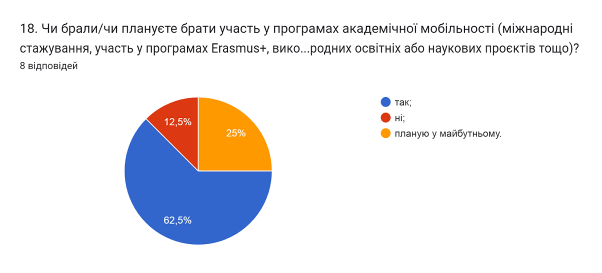 18. Чи брали/чи плануєте брати участь у програмах академічної мобільності (міжнародні
стажування, участь у програмах Erasmus+, вико...родних освітніх або наукових проєктів тощо)?
8 відповідей
12,5%
25%
62,5%
так;
ні;
планую у майбутньому.